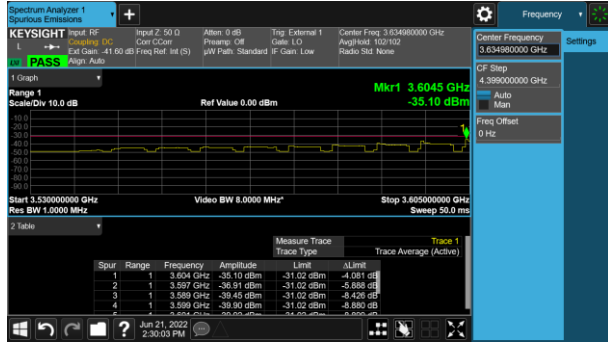 Spectrum Analyzer 1
Spurious Emissions
Frequency
KEYSIGHT
L
PASS
Input: RF
Coupling: DC
Ext Gain: -41.60 dB
Align: Auto
Input Z: 50 Ω
Corr CCorr
Freq Ref: Int (S)
Atten: 0 dB
Preamp: Off
µW Path: Standard
Trig: External 1
Gate: LO
IF Gain: Low
Center Freq: 3.634980000 GHz
Avg|Hold: 102/102
Radio Std: None
Center Frequency
3.634980000 GHz
Settings
CF Step
4.399000000 GHz
Auto
Man
Freq Offset
0 Hz
1 Graph
Range 1
Scale/Div 10.0 dB
Ref Value 0.00 dBm
Mkr1 3.6045 GHz
-35.10 dBm
-10.0
-20.0
-30.0
-40.0
-50.0
-60.0
-70.0
-80.0
-90.0
1
Start 3.530000000 GHz
Res BW 1.0000 MHz
Video BW 8.0000 MHz*
Stop 3.605000000 GHz
Sweep 50.0 ms
2 Table
Measure Trace Trace 1
Trace Type Trace Average (Active)
Spur Range Frequency Amplitude Limit ΔLimit
1 1 3.604 GHz -35.10 dBm -31.02 dBm -4.081 dB
2 1 3.597 GHz -36.91 dBm -31.02 dBm -5.888 dB
3 1 3.589 GHz -39.45 dBm -31.02 dBm -8.426 dB
4 1 3.599 GHz -39.90 dBm -31.02 dBm -8.880 dB
?
Jun 21, 2022
2:30:03 PM